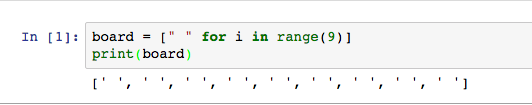 In [1]: board = [" " for i in range(9)]
print(board)
[' ', ' ', ' ', ' ', ' ', ' ', ' ', ' ', ' ']